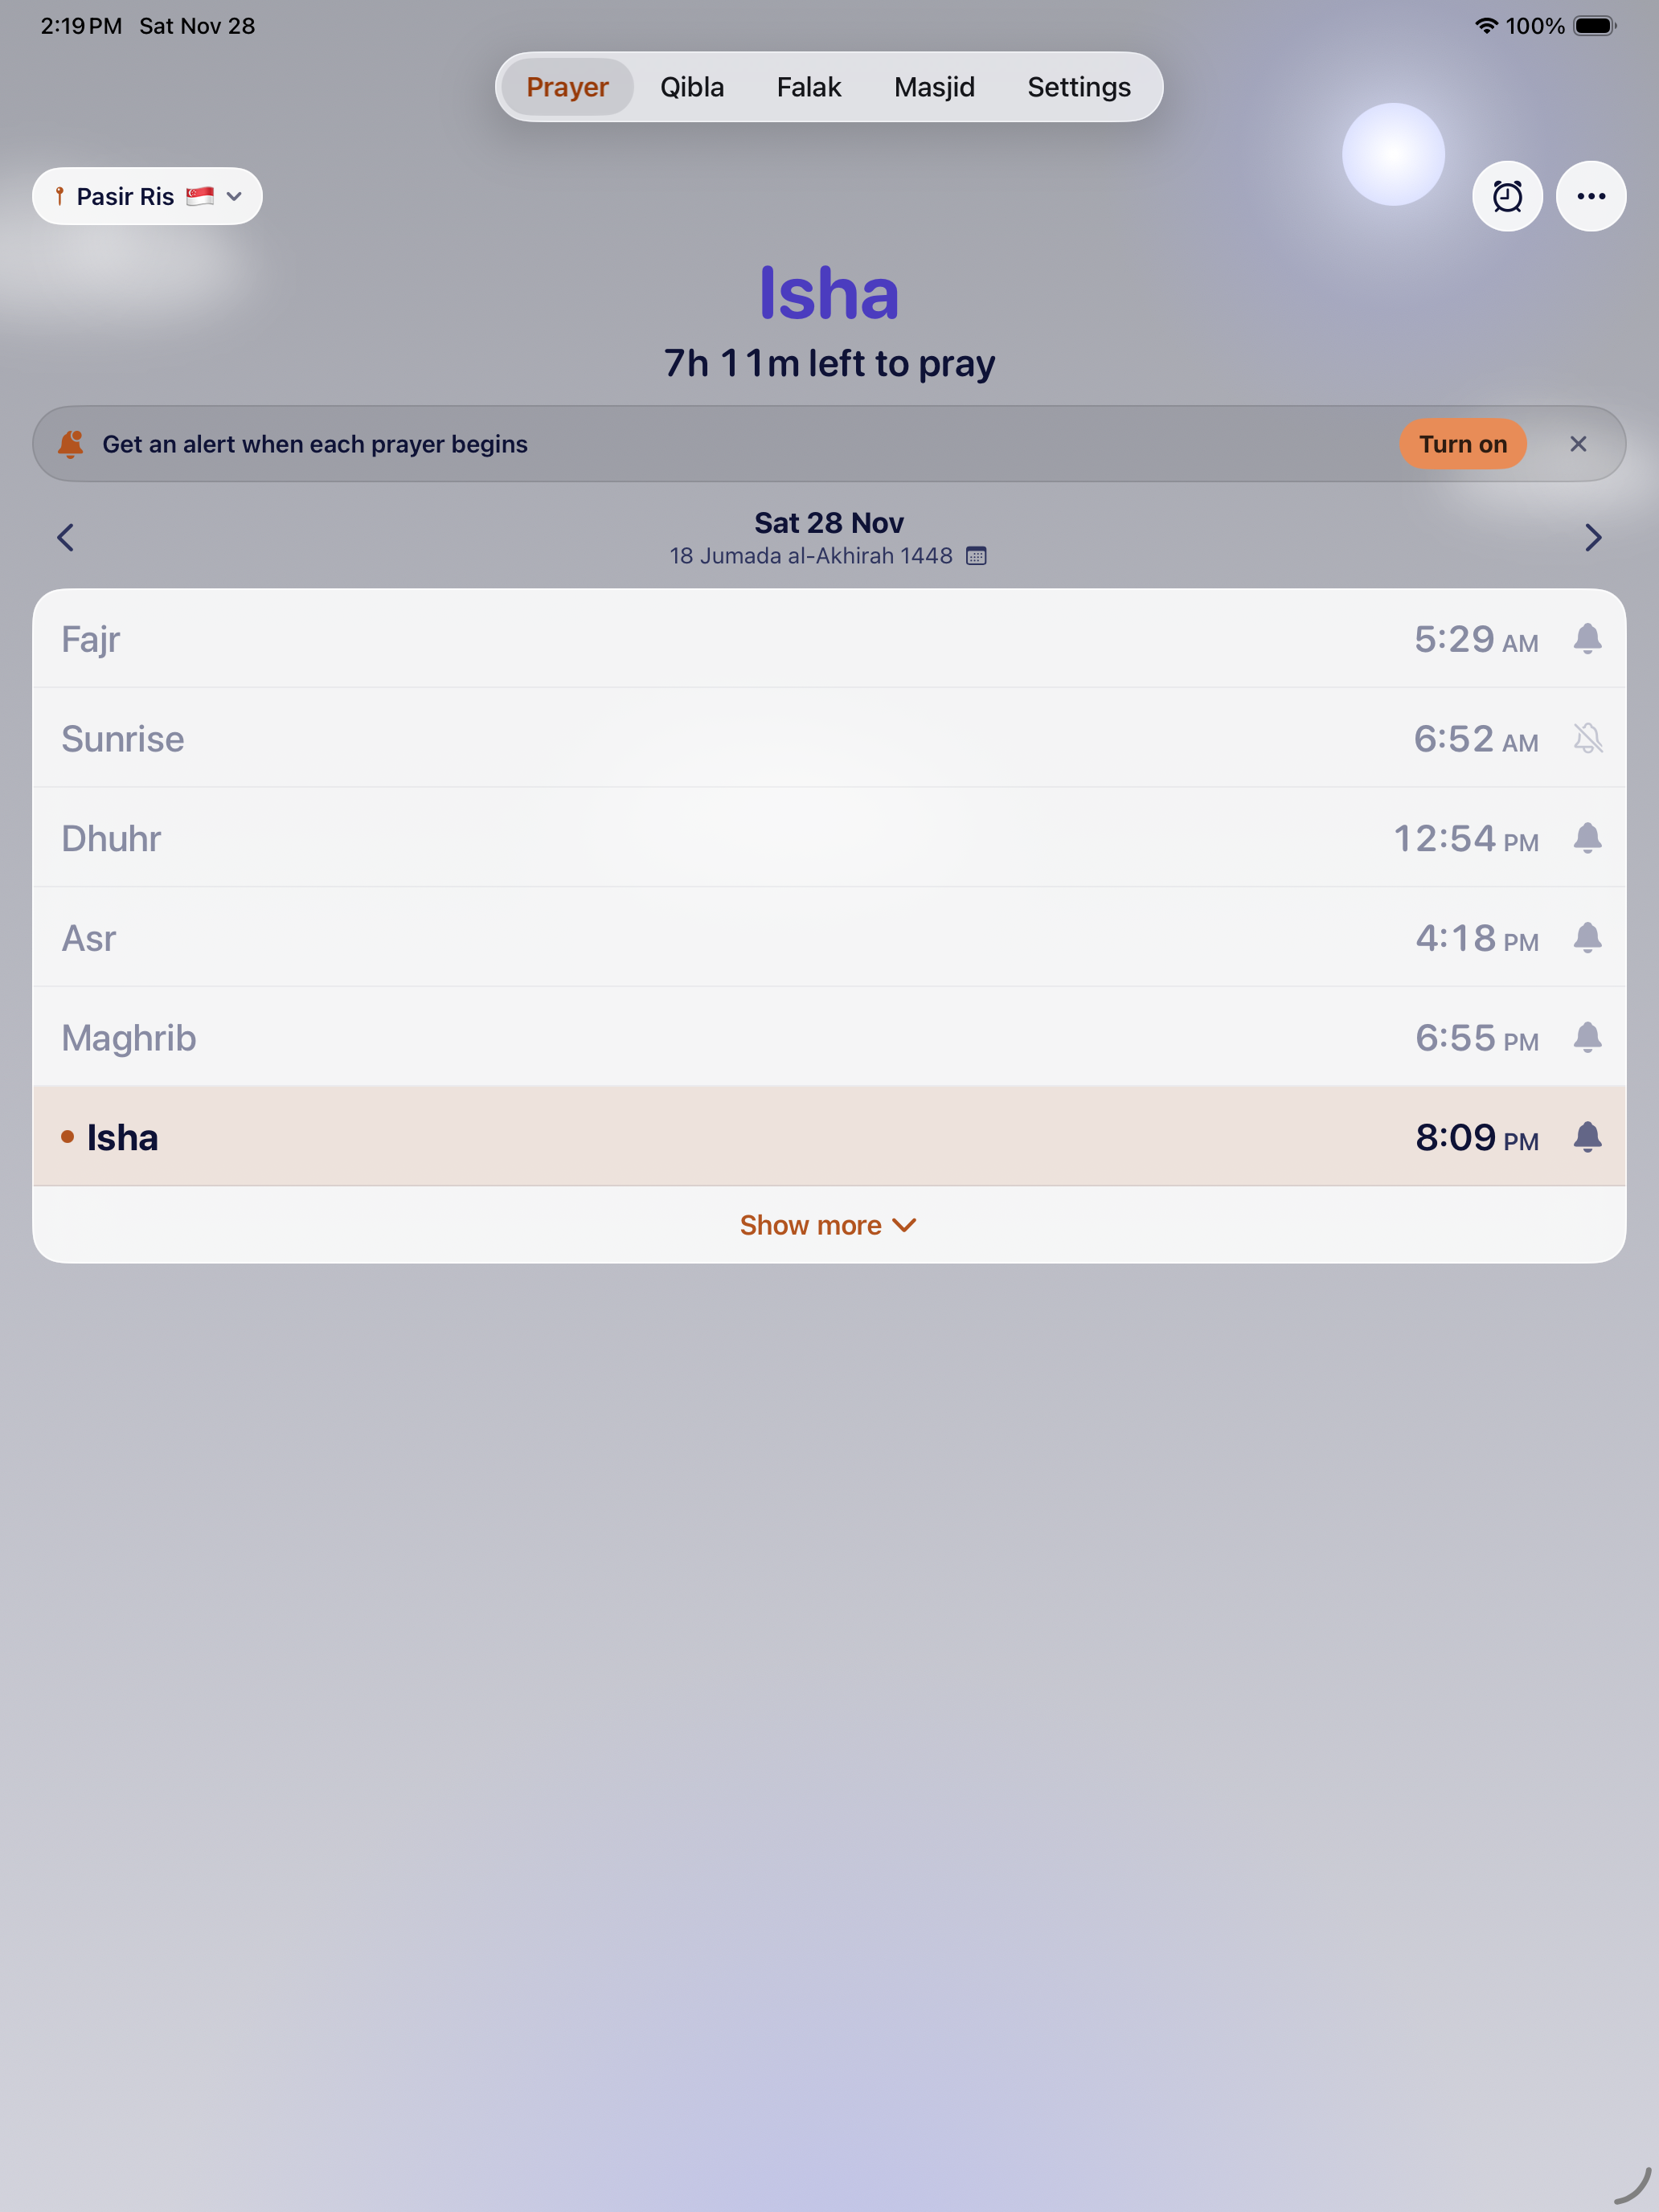 2:19 PM Sat Nov 28 100%
Prayer Qibla Falak Masjid Settings
Pasir Ris
Isha
7h 11m left to pray
Get an alert when each prayer begins Turn on
Sat 28 Nov
18 Jumada al-Akhirah 1448
Fajr 5:29 AM
Sunrise 6:52 AM
Dhuhr 12:54 PM
Asr 4:18 PM
Maghrib 6:55 PM
Isha 8:09 PM
Show more